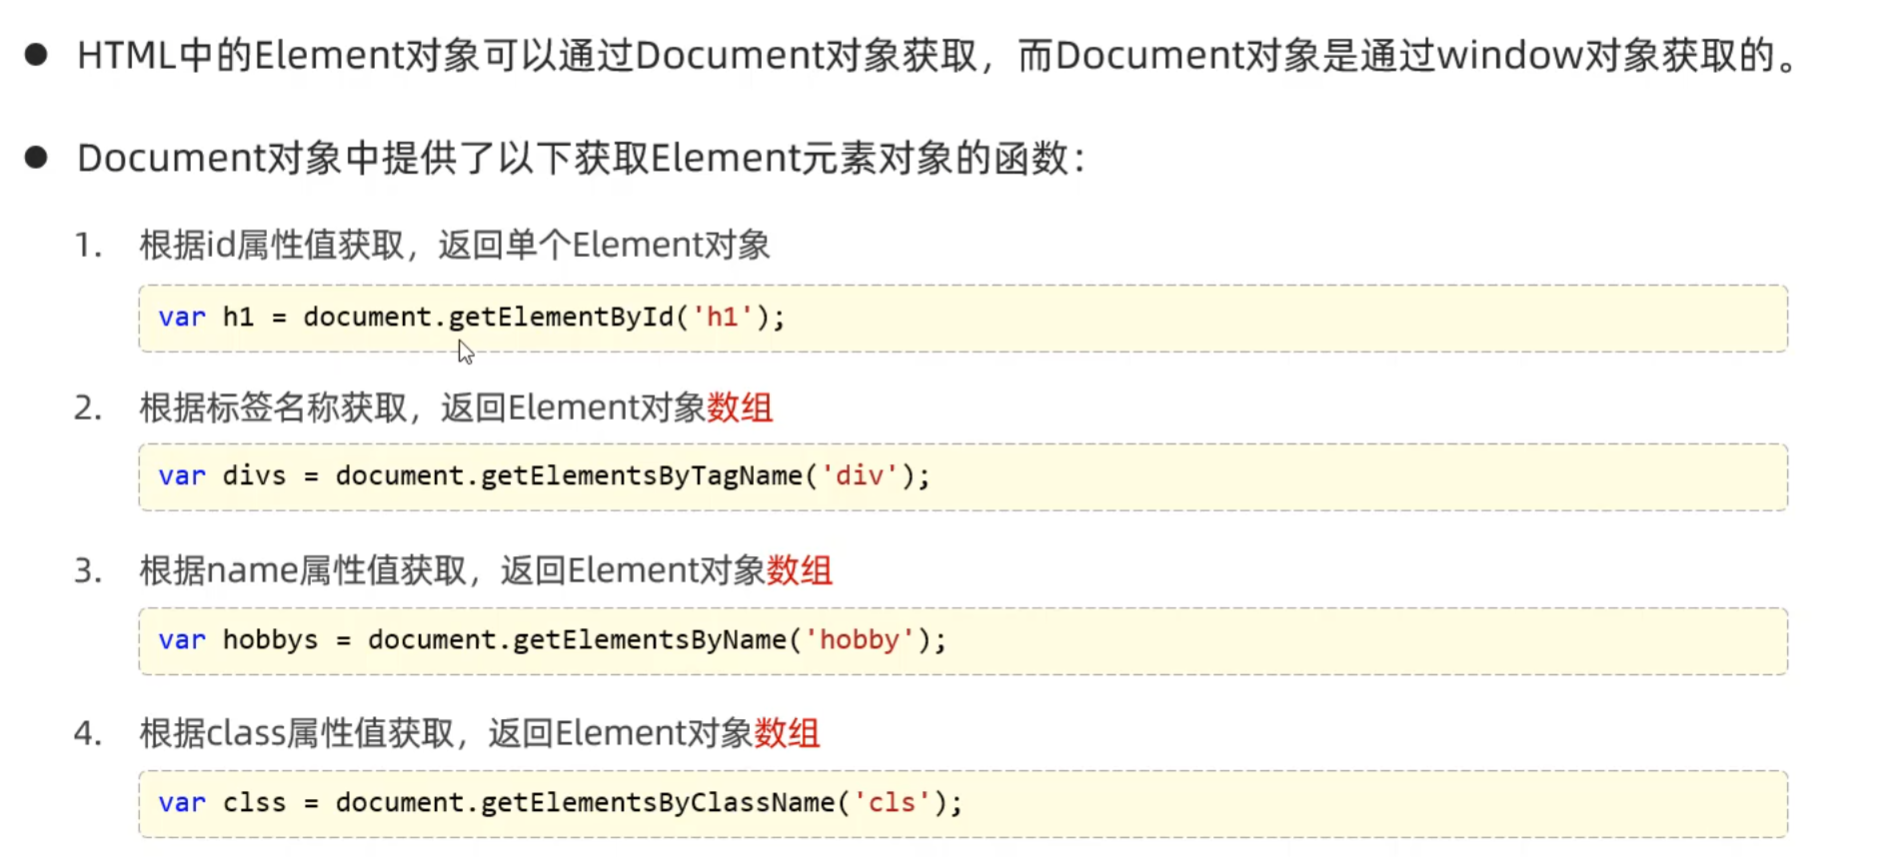 ● HTML中的Element对象可以通过Document对象获取，而Document对象是通过window对象获取的。
● Document对象中提供了以下获取Element元素对象的函数：
1. 根据id属性值获取，返回单个Element对象
var h1 = document.getElementById('h1');
2. 根据标签名称获取，返回Element对象数组
var divs = document.getElementsByTagName('div');
3. 根据name属性值获取，返回Element对象数组
var hobbys = document.getElementsByName('hobby');
4. 根据class属性值获取，返回Element对象数组
var clss = document.getElementsByClassName('cls');